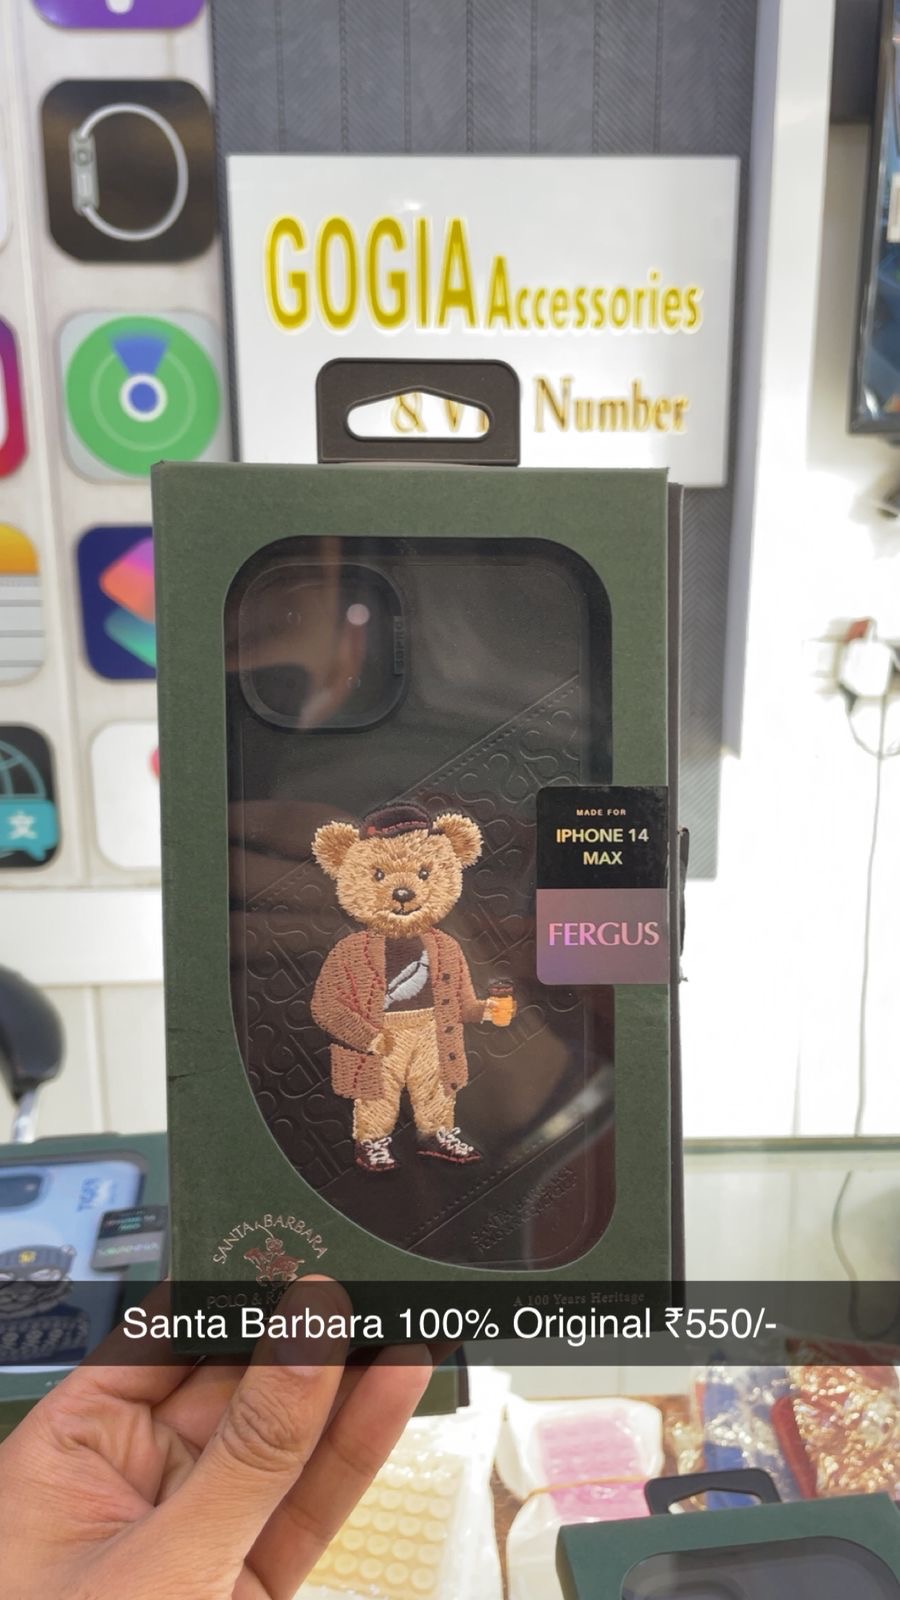 GOGIA Accessories
Number
MADE FOR
IPHONE 14
MAX
FERGUS
SANTA BARBARA
POLO &
A 100 Years Heritage
Santa Barbara 100% Original ₹550/-